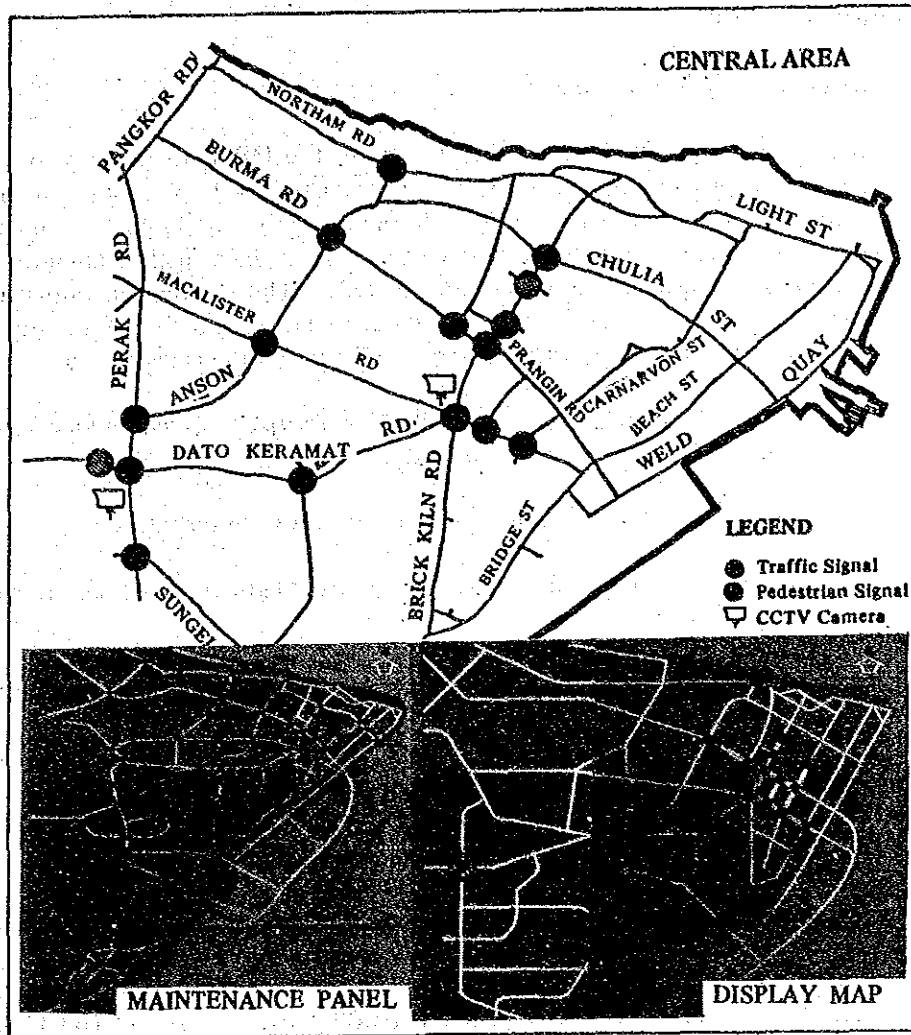 CENTRAL AREA
PANGKOR RD
NORTHAM RD
BURMA RD
LIGHT ST
PERAK RD
MACALISTER RD
CHULIA ST
ANSON
PRANGIN RD
CARNARVON ST
BEACH ST
QUAY
WELD
DATO KERAMAT RD.
BRICK KILN RD
BRIDGE ST
SUNGEI
LEGEND
Traffic Signal
Pedestrian Signal
CCTV Camera
MAINTENANCE PANEL
DISPLAY MAP